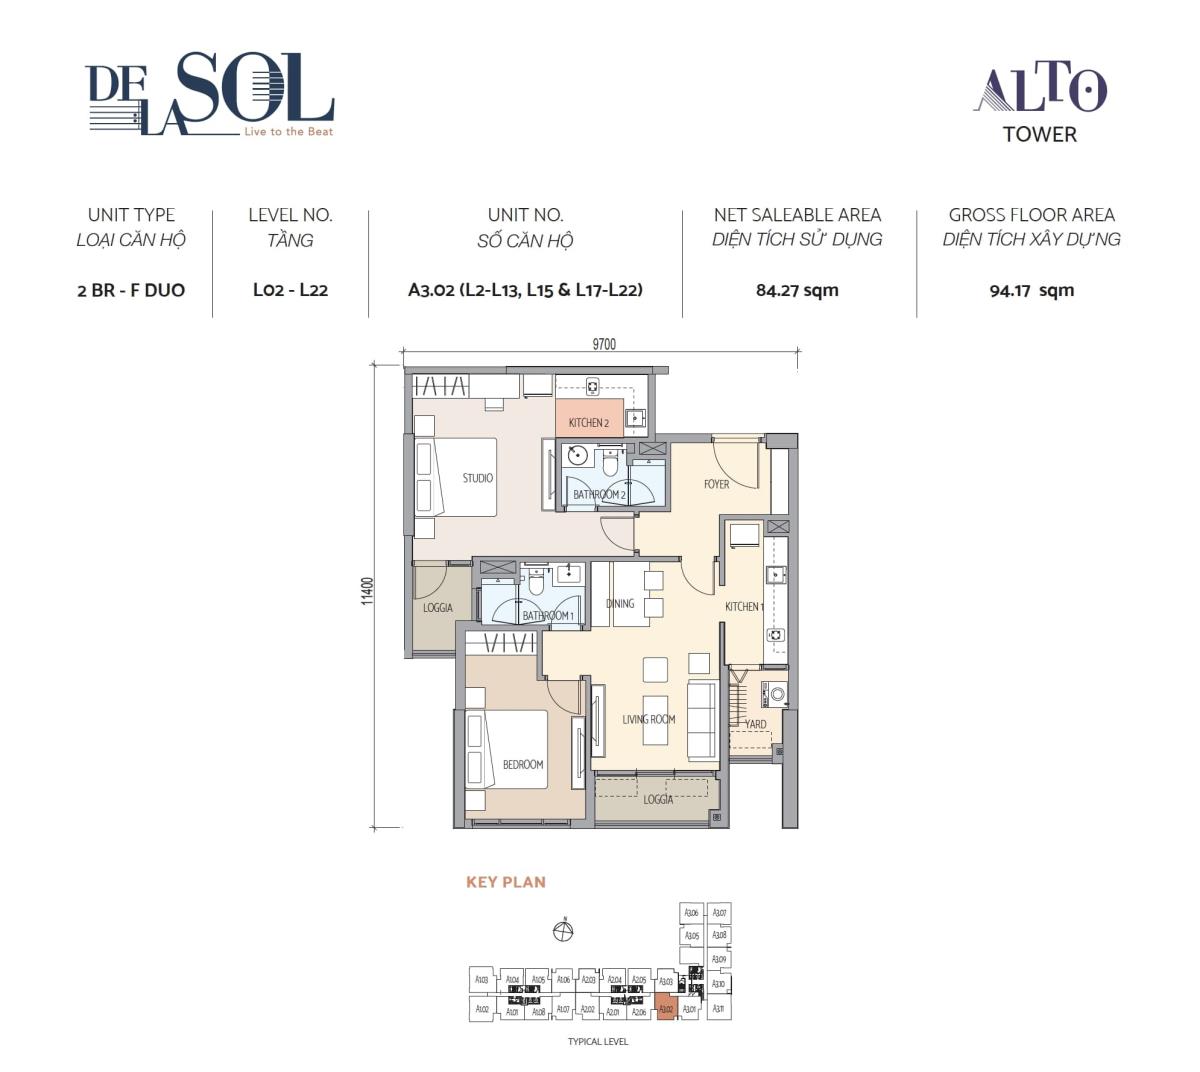 DE LA SOL
Live to the Beat
ALTO
TOWER
UNIT TYPE
LOẠI CĂN HỘ
2 BR - F DUO
LEVEL NO.
TẦNG
L02 - L22
UNIT NO.
SỐ CĂN HỘ
A3.02 (L2-L13, L15 & L17-L22)
NET SALEABLE AREA
DIỆN TÍCH SỬ DỤNG
84.27 sqm
GROSS FLOOR AREA
DIỆN TÍCH XÂY DỰNG
94.17 sqm
9700
11400
KITCHEN 2
STUDIO
BATHROOM 2
FOYER
LOGGIA
BATHROOM 1
DINING
KITCHEN 1
LIVING ROOM
YARD
BEDROOM
LOGGIA
KEY PLAN
N
A3.06 A3.07
A3.05 A3.08
A3.09
A1.03 A1.04 A1.05 A1.06 A2.03 A2.04 A2.05 A3.03 A3.10
A1.02 A1.01 A1.08 A1.07 A2.02 A2.01 A2.06 A3.02 A3.01 A3.11
TYPICAL LEVEL